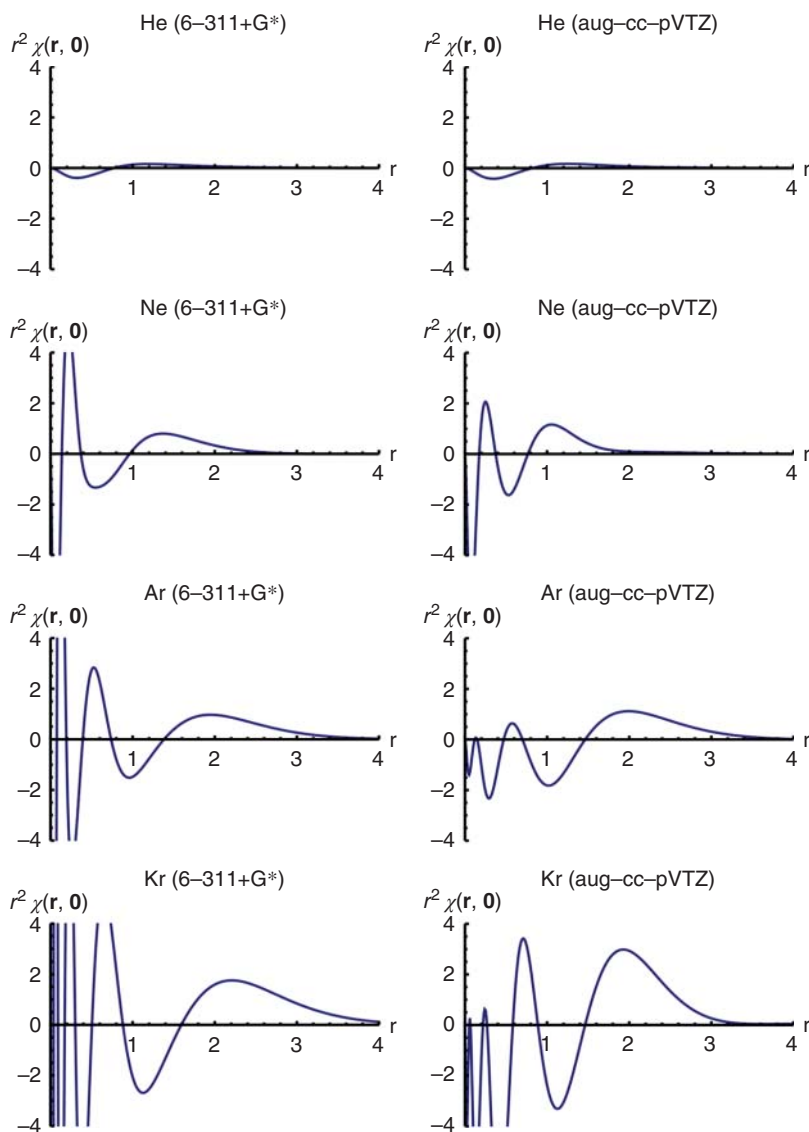 He (6–311+G*)
r² χ(r, 0)
4
2
0
−2
−4
1 2 3 4
r
He (aug–cc–pVTZ)
r² χ(r, 0)
4
2
0
−2
−4
1 2 3 4
r
Ne (6–311+G*)
r² χ(r, 0)
4
2
0
−2
−4
1 2 3 4
r
Ne (aug–cc–pVTZ)
r² χ(r, 0)
4
2
0
−2
−4
1 2 3 4
r
Ar (6–311+G*)
r² χ(r, 0)
4
2
0
−2
−4
1 2 3 4
r
Ar (aug–cc–pVTZ)
r² χ(r, 0)
4
2
0
−2
−4
1 2 3 4
r
Kr (6–311+G*)
r² χ(r, 0)
4
2
0
−2
−4
1 2 3 4
r
Kr (aug–cc–pVTZ)
r² χ(r, 0)
4
2
0
−2
−4
1 2 3 4
r